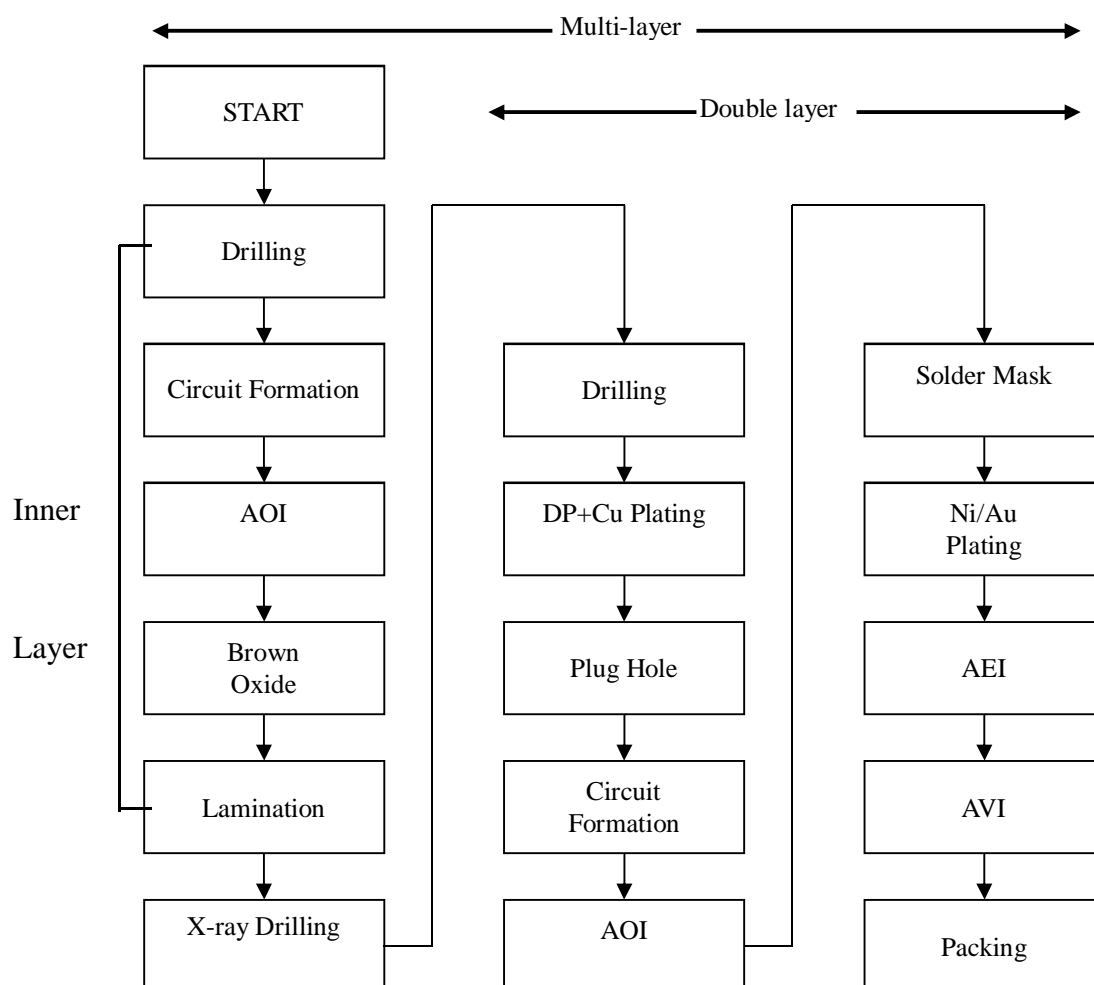 Multi-layer
Double layer
START
Drilling
Circuit Formation
AOI
Brown
Oxide
Lamination
X-ray Drilling
Inner
Layer
Drilling
DP+Cu Plating
Plug Hole
Circuit
Formation
AOI
Solder Mask
Ni/Au
Plating
AEI
AVI
Packing